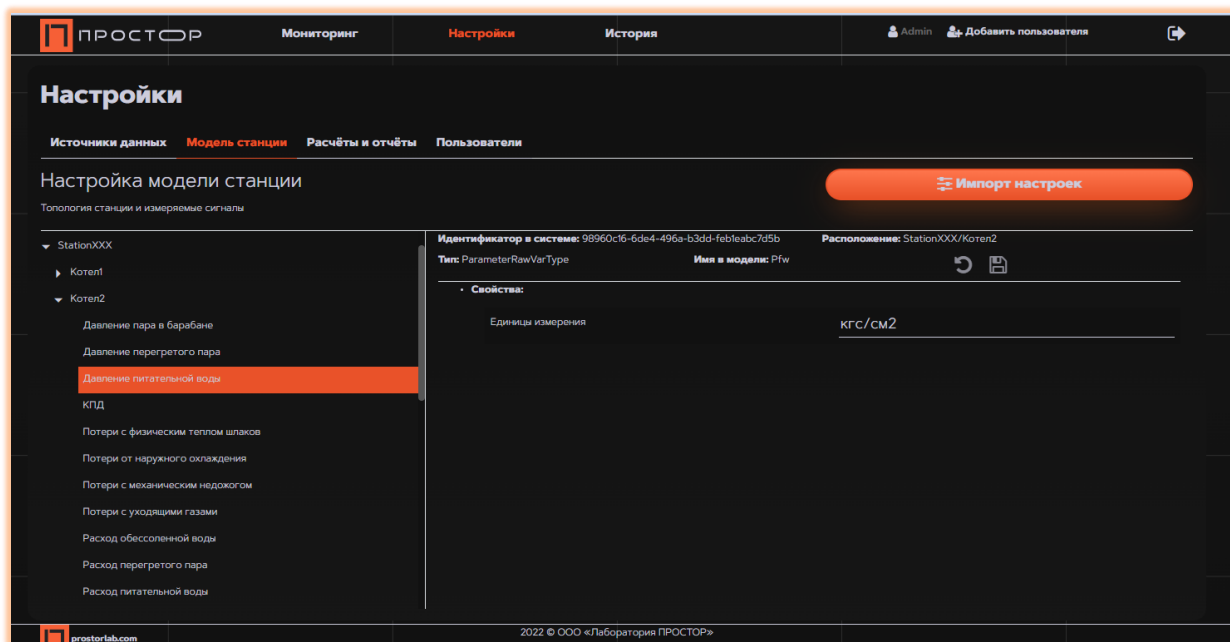 ПРОСТОР Мониторинг Настройки История Admin Добавить пользователя
Настройки
Источники данных Модель станции Расчёты и отчёты Пользователи
Настройка модели станции
Импорт настроек
Топология станции и измеряемые сигналы
StationXXX
Котел1
Котел2
Давление пара в барабане
Давление перегретого пара
Давление питательной воды
КПД
Потери с физическим теплом шлаков
Потери от наружного охлаждения
Потери с механическим недожогом
Потери с уходящими газами
Расход обессоленной воды
Расход перегретого пара
Расход питательной воды
Идентификатор в системе: 98960c16-6de4-496a-b3dd-feb1eabc7d5b Расположение: StationXXX/Котел2
Тип: ParameterRawVarType Имя в модели: Pfw
• Свойства:
Единицы измерения кгс/см2
prostorlab.com 2022 © ООО «Лаборатория ПРОСТОР»